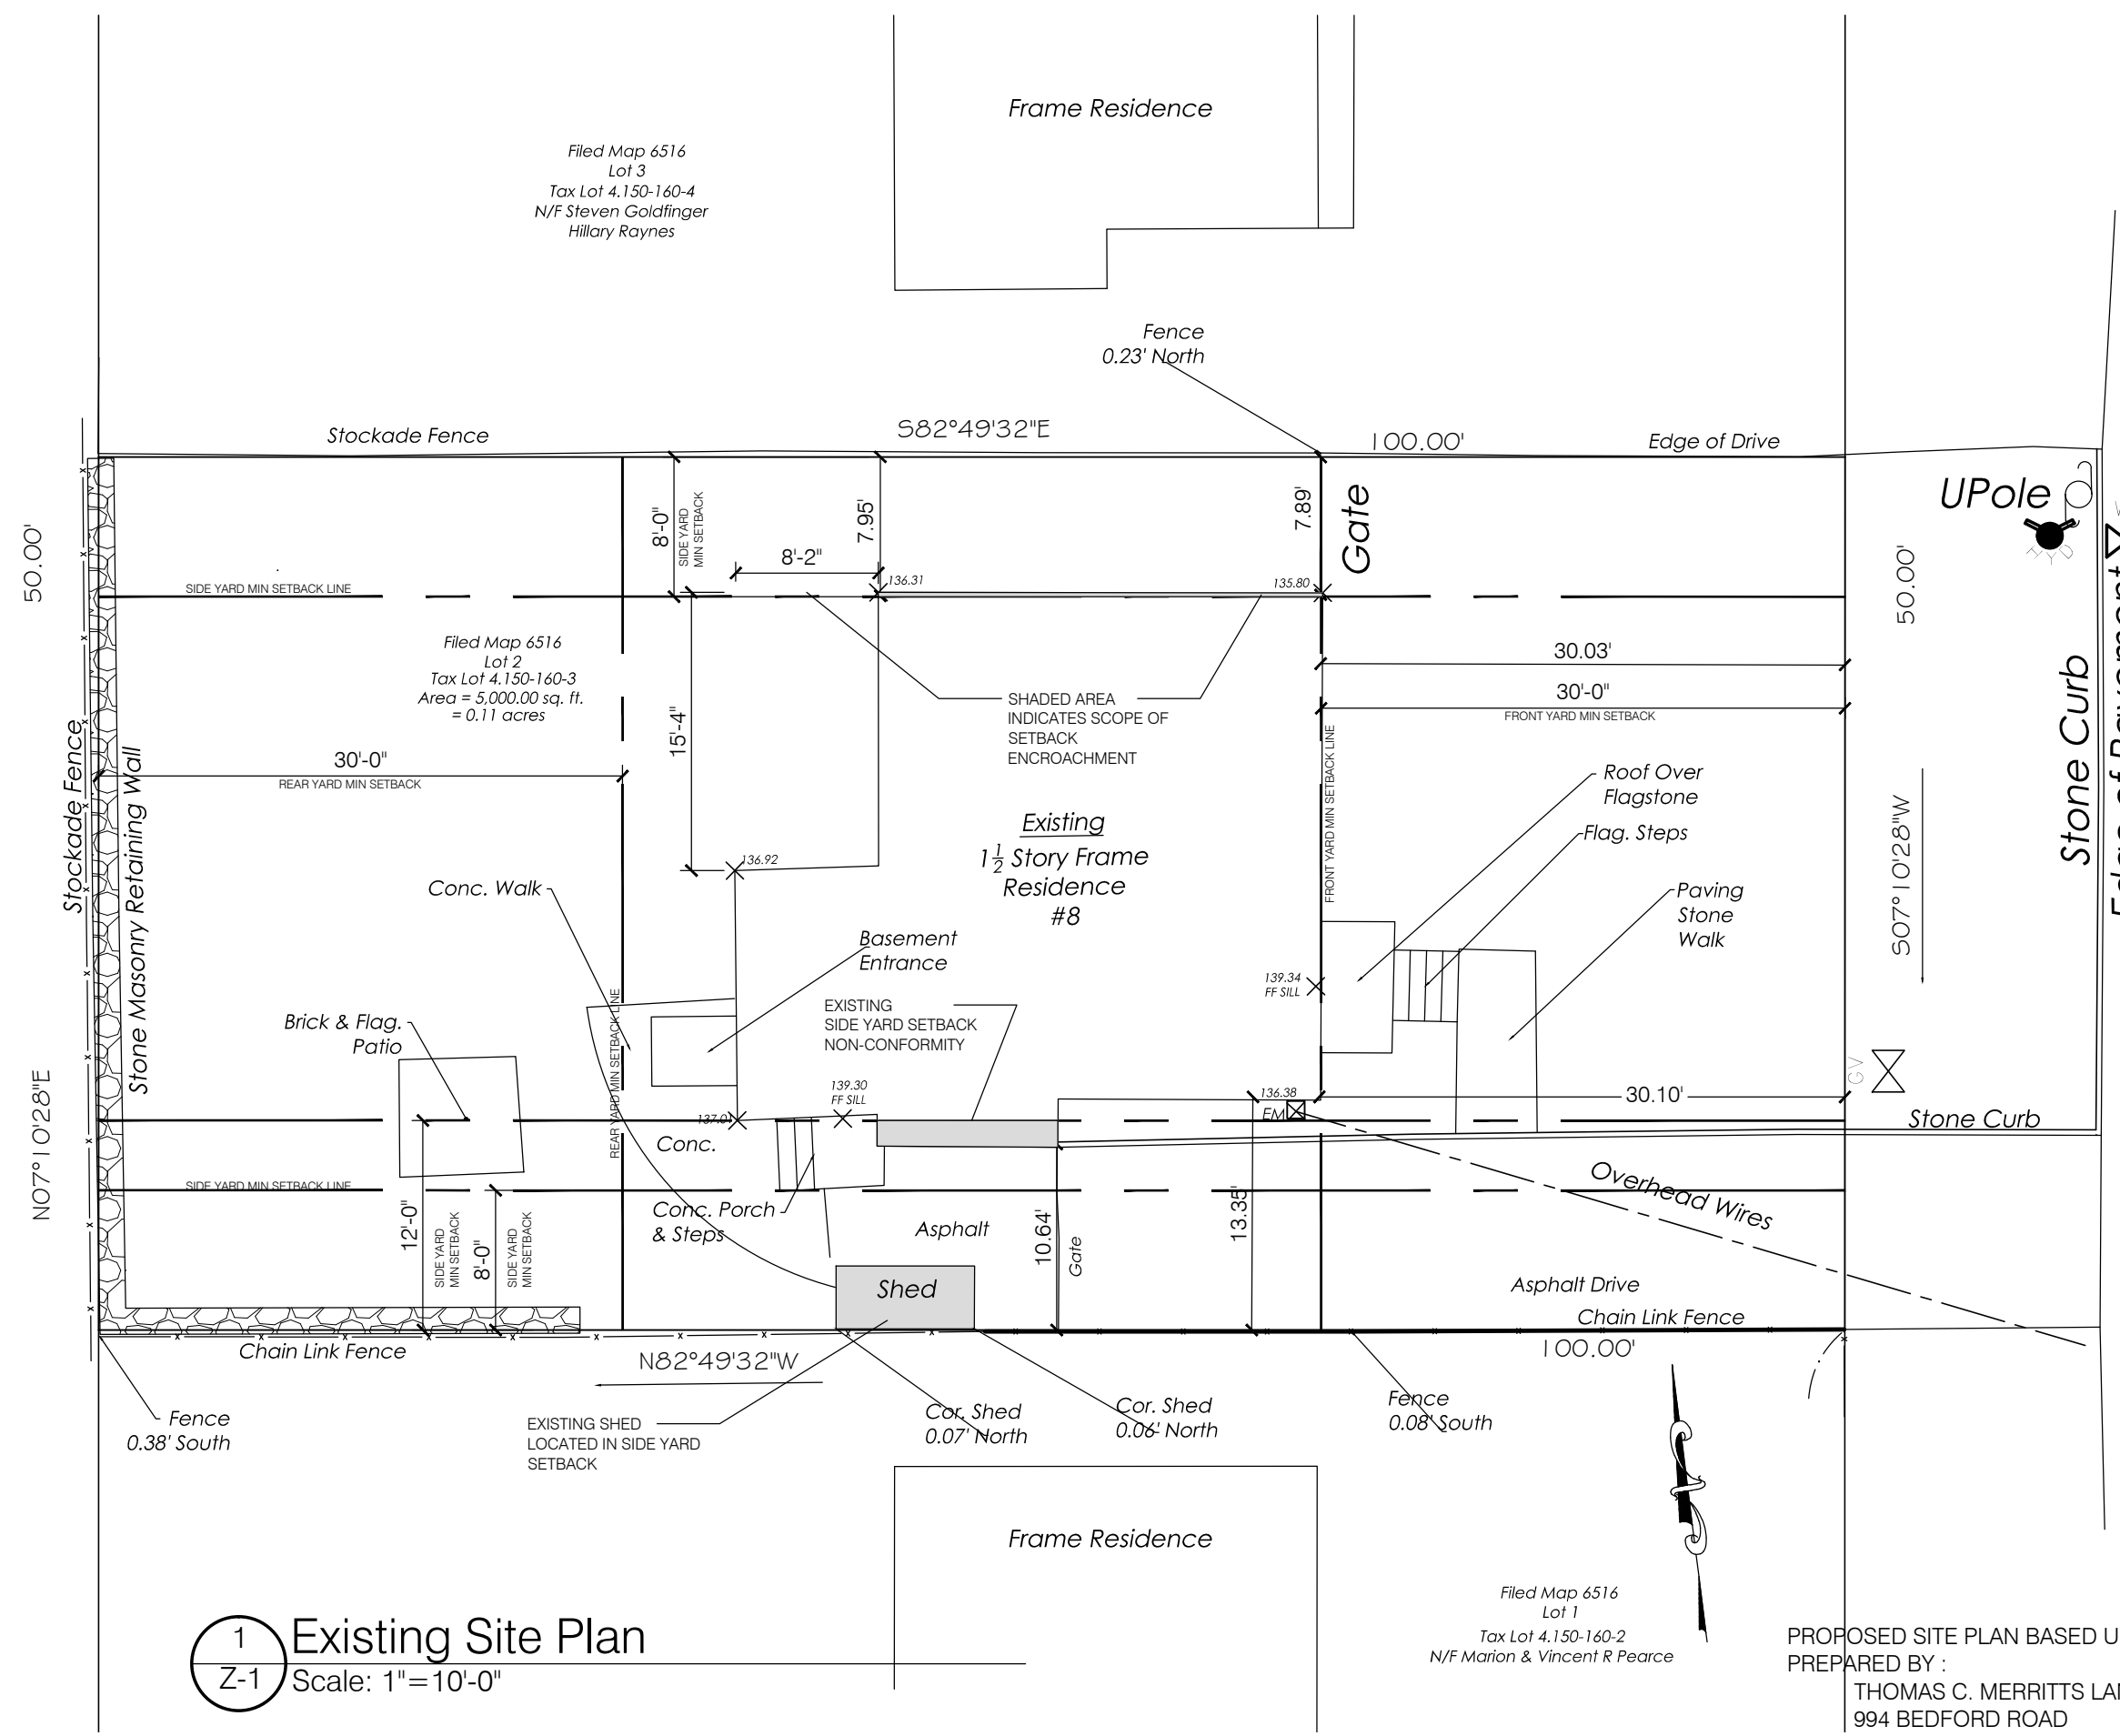 Frame Residence
Filed Map 6516
Lot 3
Tax Lot 4.150-160-4
N/F Steven Goldfinger
Hillary Raynes
Fence
0.23' North
Stockade Fence
S82°49'32"E
100.00'
Edge of Drive
50.00'
8'-0"
SIDE YARD
MIN SETBACK
7.95'
8'-2"
7.89'
Gate
UPole
HYD
50.00'
136.31
135.80
SIDE YARD MIN SETBACK LINE
Filed Map 6516
Lot 2
Tax Lot 4.150-160-3
Area = 5,000.00 sq. ft.
= 0.11 acres
30.03'
30'-0"
FRONT YARD MIN SETBACK
SHADED AREA
INDICATES SCOPE OF
SETBACK
ENCROACHMENT
15'-4"
30'-0"
REAR YARD MIN SETBACK
Stockade Fence
Stone Masonry Retaining Wall
FRONT YARD MIN SETBACK LINE
Roof Over
Flagstone
Flag. Steps
Paving
Stone
Walk
Stone Curb
Edge of Pavement
S07°10'28"W
Existing
1½ Story Frame
Residence
#8
136.92
Conc. Walk
Basement
Entrance
139.34
FF SILL
EXISTING
SIDE YARD SETBACK
NON-CONFORMITY
Brick & Flag.
Patio
REAR YARD MIN SETBACK LINE
139.30
FF SILL
136.38
EM
30.10'
GV
Stone Curb
N07°10'28"E
137.01
Conc.
SIDE YARD MIN SETBACK LINE
12'-0"
SIDE YARD
MIN SETBACK
8'-0"
SIDE YARD
MIN SETBACK
Conc. Porch
& Steps
Asphalt
10.64'
Gate
13.35'
Overhead Wires
Shed
Asphalt Drive
Chain Link Fence
Chain Link Fence
N82°49'32"W
100.00'
Fence
0.38' South
EXISTING SHED
LOCATED IN SIDE YARD
SETBACK
Cor. Shed
0.07' North
Cor. Shed
0.06' North
Fence
0.08' South
Frame Residence
Filed Map 6516
Lot 1
Tax Lot 4.150-160-2
N/F Marion & Vincent R Pearce
1
Z-1
Existing Site Plan
Scale: 1"=10'-0"
PROPOSED SITE PLAN BASED
PREPARED BY :
THOMAS C. MERRITTS
994 BEDFORD ROAD